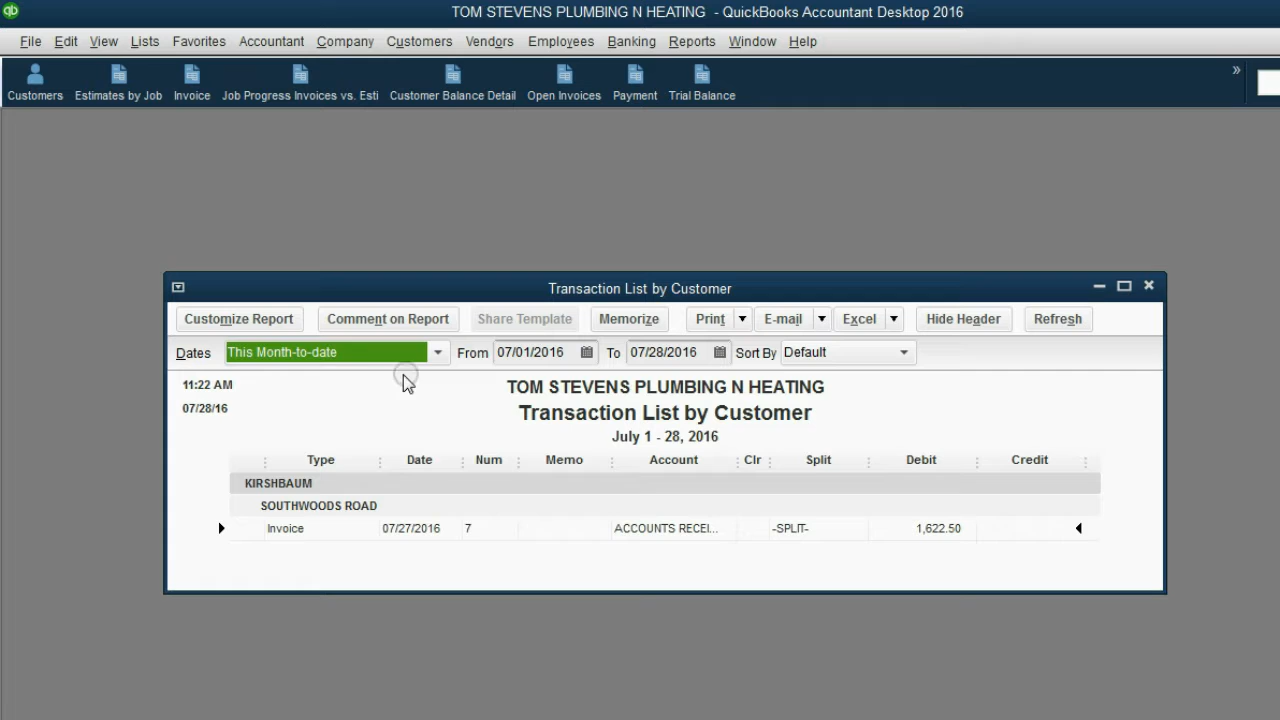 qb
TOM STEVENS PLUMBING N HEATING - QuickBooks Accountant Desktop 2016
File Edit View Lists Favorites Accountant Company Customers Vendors Employees Banking Reports Window Help
Customers Estimates by Job Invoice Job Progress Invoices vs. Esti Customer Balance Detail Open Invoices Payment Trial Balance »
Transaction List by Customer
Customize Report Comment on Report Share Template Memorize Print E-mail Excel Hide Header Refresh
Dates This Month-to-date From 07/01/2016 To 07/28/2016 Sort By Default
11:22 AM TOM STEVENS PLUMBING N HEATING
07/28/16 Transaction List by Customer
July 1 - 28, 2016
Type Date Num Memo Account Clr Split Debit Credit
KIRSHBAUM
SOUTHWOODS ROAD
Invoice 07/27/2016 7 ACCOUNTS RECEI... -SPLIT- 1,622.50